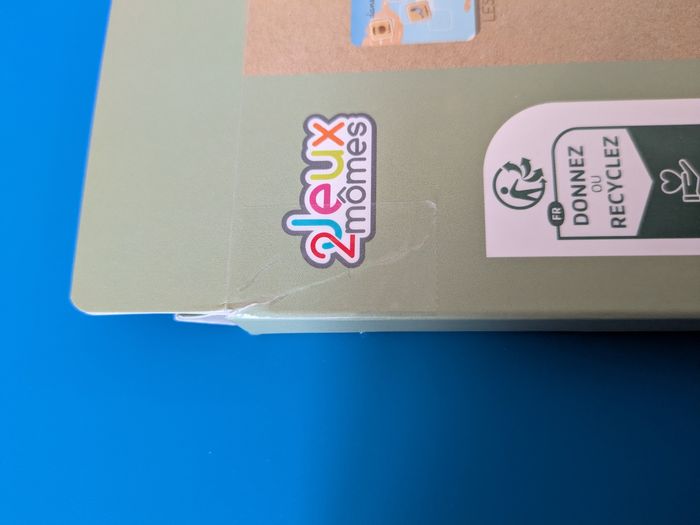 2Jeux
mômes
FR
DONNEZ
OU
RECYCLEZ